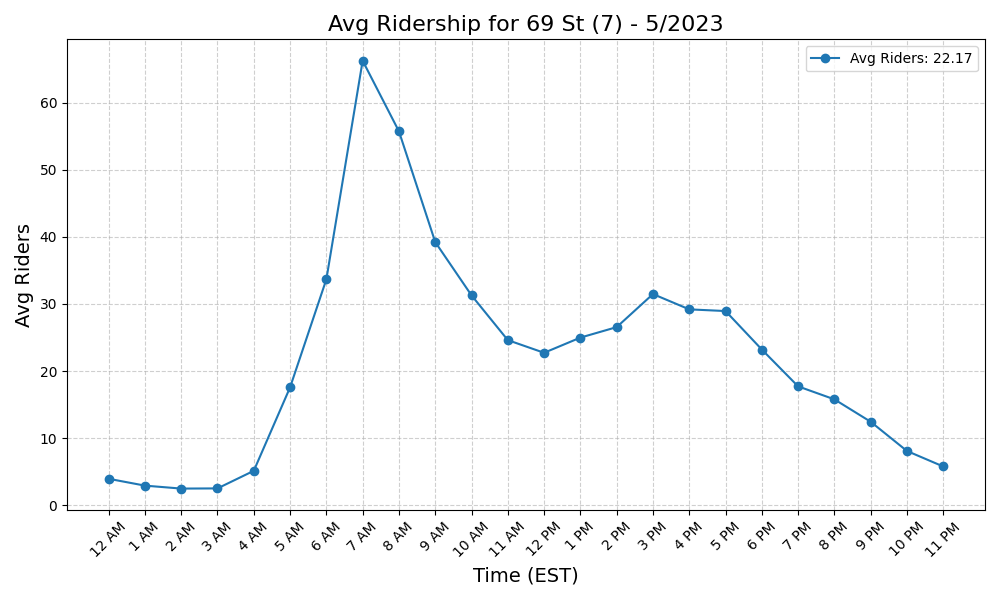 Avg Ridership for 69 St (7) - 5/2023
Avg Riders: 22.17
Avg Riders
60
50
40
30
20
10
0
12 AM
1 AM
2 AM
3 AM
4 AM
5 AM
6 AM
7 AM
8 AM
9 AM
10 AM
11 AM
12 PM
1 PM
2 PM
3 PM
4 PM
5 PM
6 PM
7 PM
8 PM
9 PM
10 PM
11 PM
Time (EST)